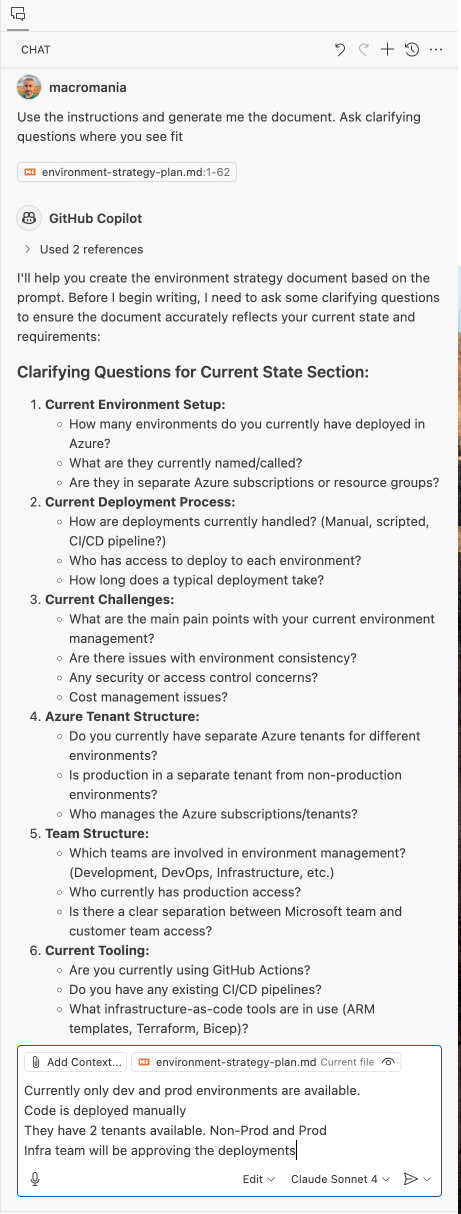 CHAT
macromania
Use the instructions and generate me the document. Ask clarifying
questions where you see fit
environment-strategy-plan.md:1-62
GitHub Copilot
Used 2 references
I'll help you create the environment strategy document based on the
prompt. Before I begin writing, I need to ask some clarifying questions
to ensure the document accurately reflects your current state and
requirements:
Clarifying Questions for Current State Section:
1. Current Environment Setup:
◦ How many environments do you currently have deployed in
Azure?
◦ What are they currently named/called?
◦ Are they in separate Azure subscriptions or resource groups?
2. Current Deployment Process:
◦ How are deployments currently handled? (Manual, scripted,
CI/CD pipeline?)
◦ Who has access to deploy to each environment?
◦ How long does a typical deployment take?
3. Current Challenges:
◦ What are the main pain points with your current environment
management?
◦ Are there issues with environment consistency?
◦ Any security or access control concerns?
◦ Cost management issues?
4. Azure Tenant Structure:
◦ Do you currently have separate Azure tenants for different
environments?
◦ Is production in a separate tenant from non-production
environments?
◦ Who manages the Azure subscriptions/tenants?
5. Team Structure:
◦ Which teams are involved in environment management?
(Development, DevOps, Infrastructure, etc.)
◦ Who currently has production access?
◦ Is there a clear separation between Microsoft team and
customer team access?
6. Current Tooling:
◦ Are you currently using GitHub Actions?
◦ Do you have any existing CI/CD pipelines?
◦ What infrastructure-as-code tools are in use (ARM
templates, Terraform, Bicep)?
Add Context... environment-strategy-plan.md Current file
Currently only dev and prod environments are available.
Code is deployed manually
They have 2 tenants available. Non-Prod and Prod
Infra team will be approving the deployments
Edit Claude Sonnet 4